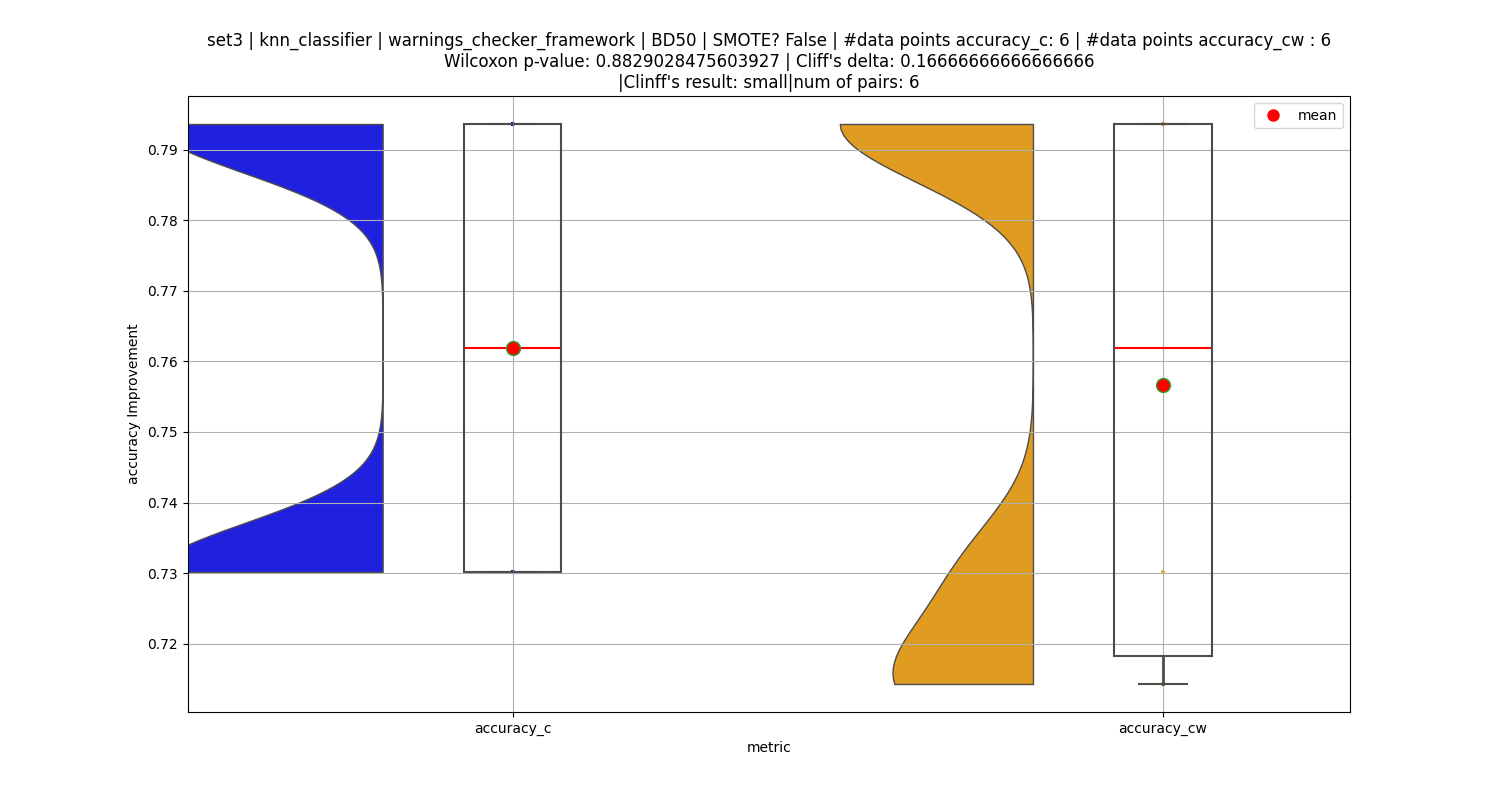 set3 | knn_classifier | warnings_checker_framework | BD50 | SMOTE? False | #data points accuracy_c: 6 | #data points accuracy_cw : 6
Wilcoxon p-value: 0.8829028475603927 | Cliff's delta: 0.16666666666666666
|Clinff's result: small|num of pairs: 6
mean
0.79
0.78
0.77
0.76
0.75
0.74
0.73
0.72
accuracy Improvement
accuracy_c
accuracy_cw
metric